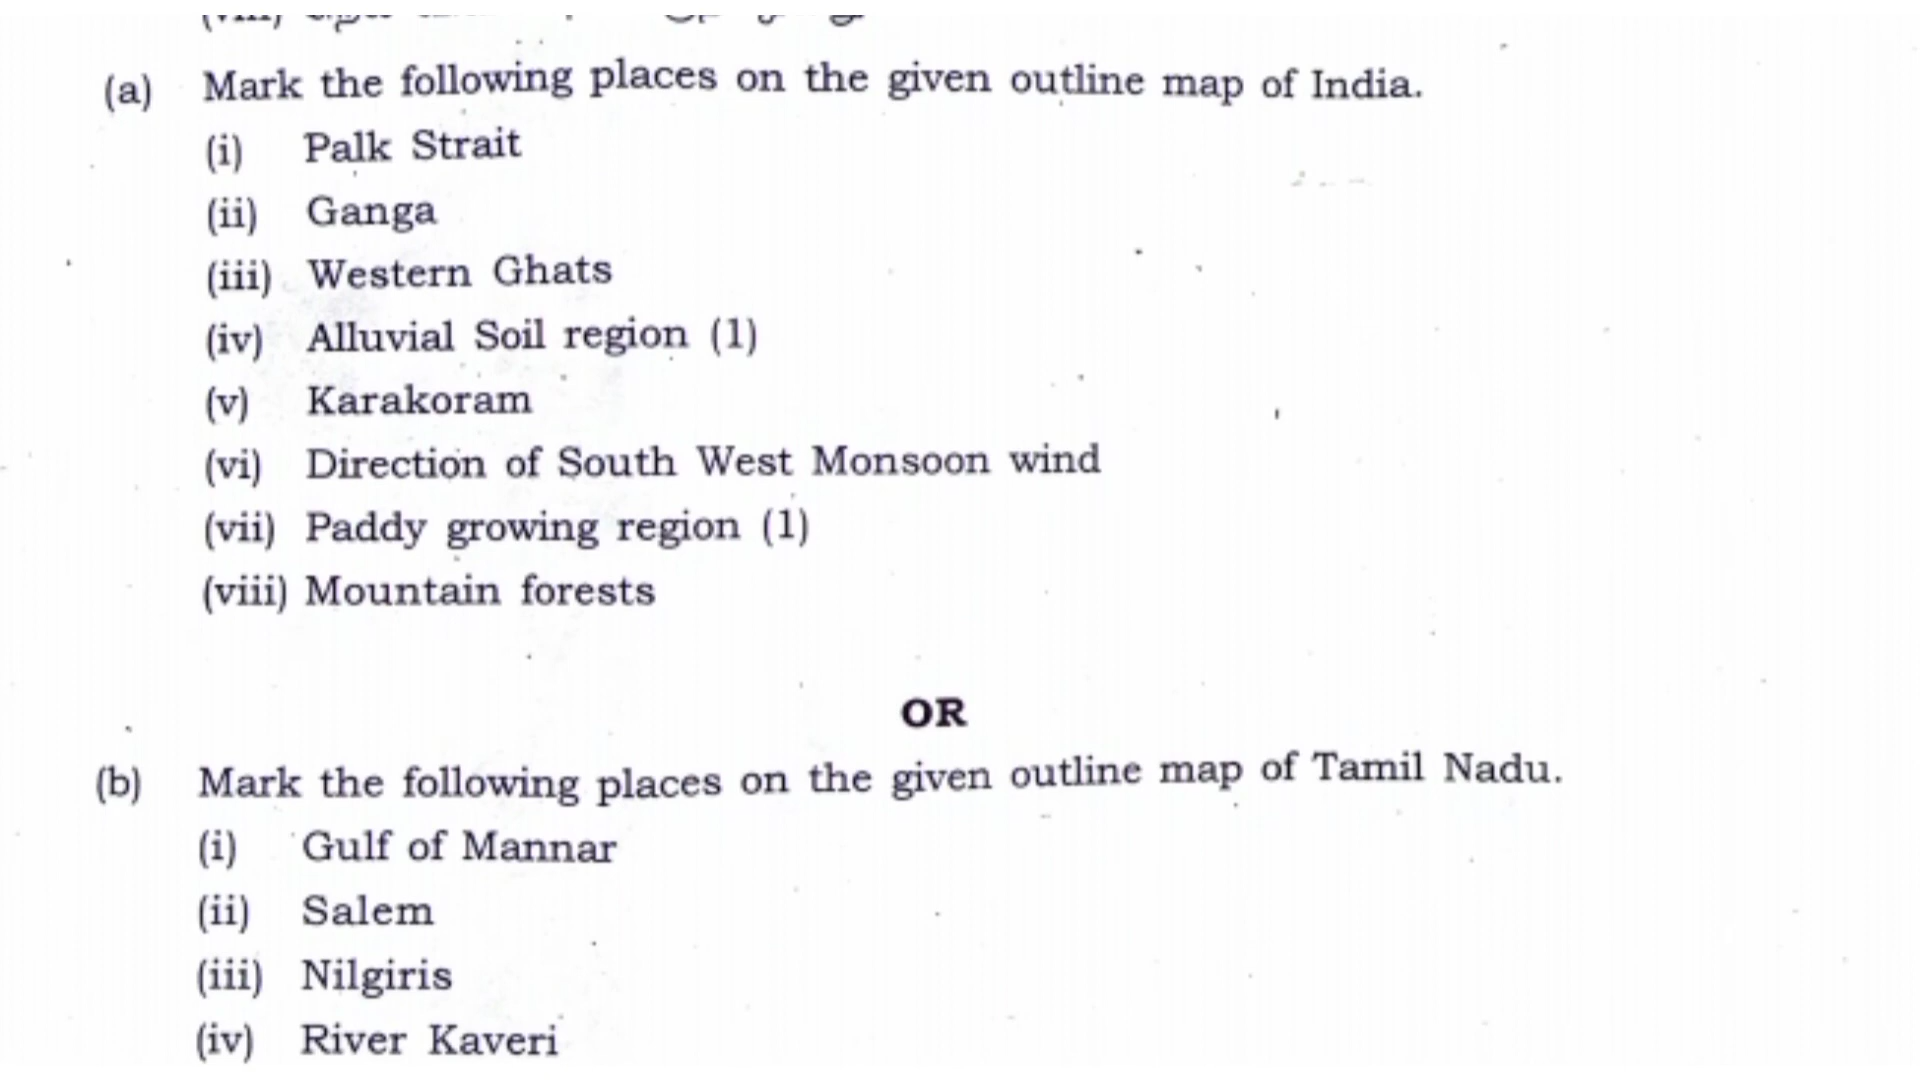 (a) Mark the following places on the given outline map of India.
(i) Palk Strait
(ii) Ganga
(iii) Western Ghats
(iv) Alluvial Soil region (1)
(v) Karakoram
(vi) Direction of South West Monsoon wind
(vii) Paddy growing region (1)
(viii) Mountain forests
OR
(b) Mark the following places on the given outline map of Tamil Nadu.
(i) Gulf of Mannar
(ii) Salem
(iii) Nilgiris
(iv) River Kaveri